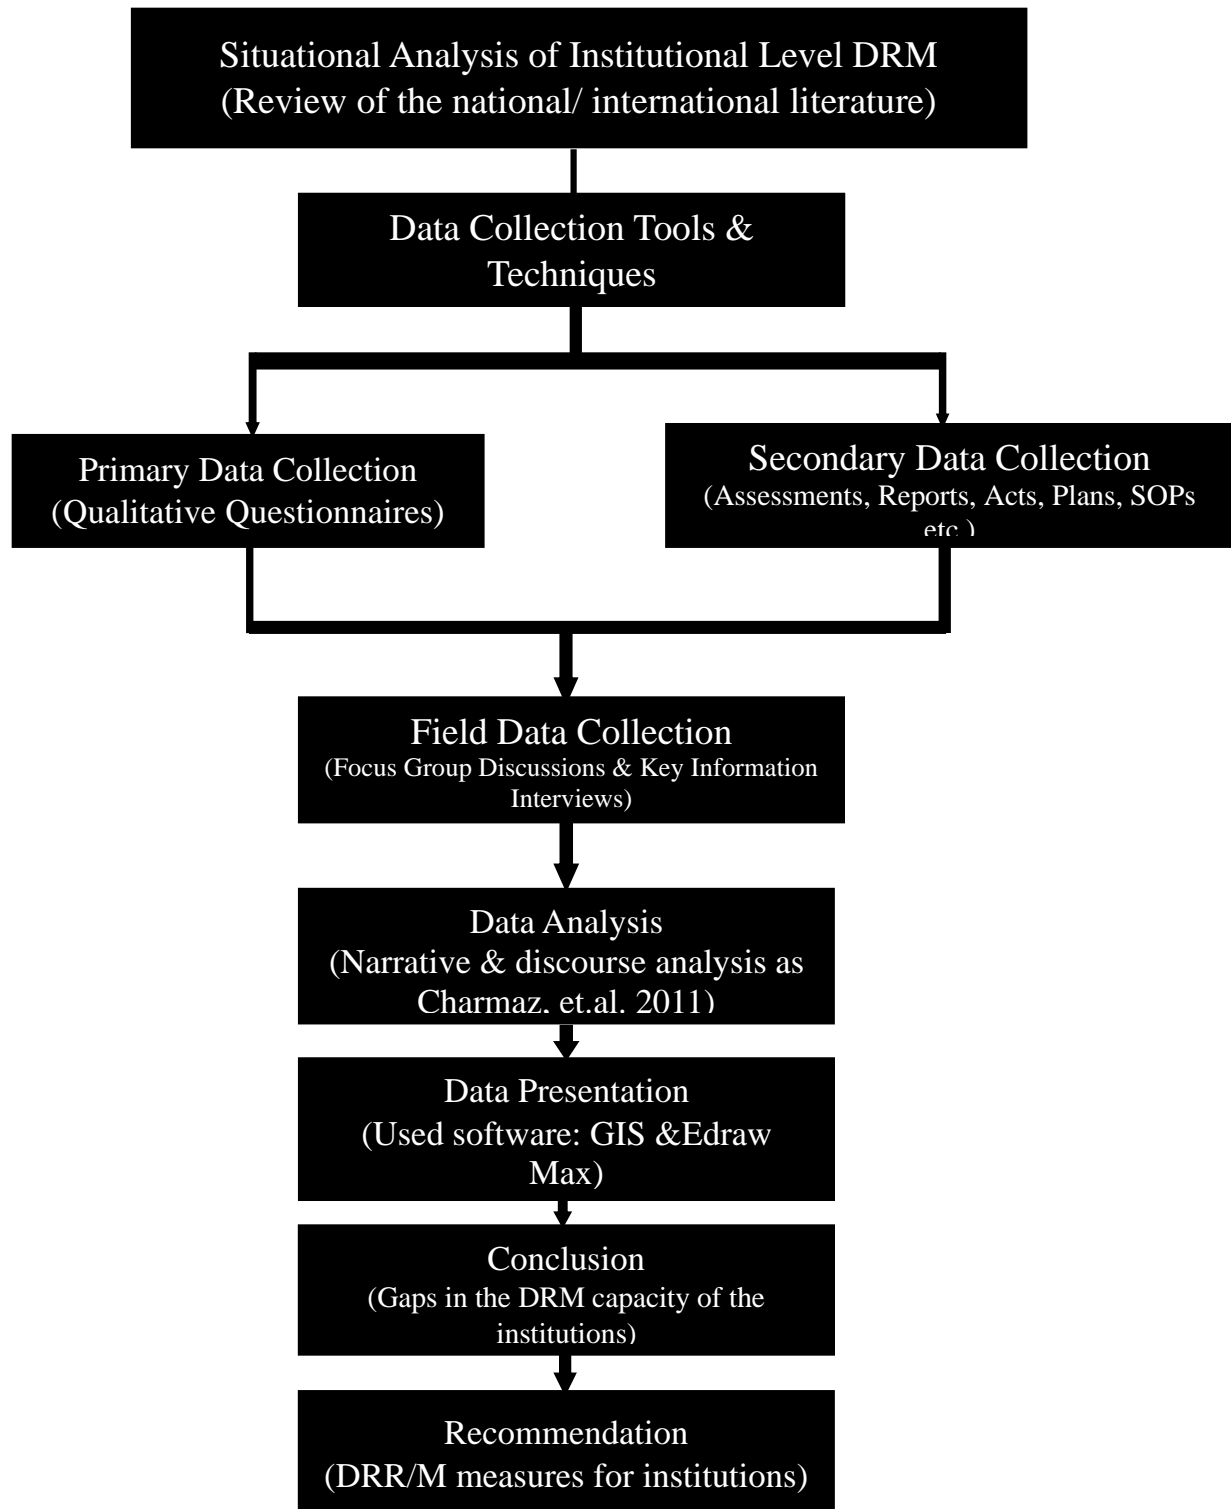 Situational Analysis of Institutional Level DRM
(Review of the national/ international literature)
Data Collection Tools &
Techniques
Primary Data Collection
(Qualitative Questionnaires)
Secondary Data Collection
(Assessments, Reports, Acts, Plans, SOPs
etc.)
Field Data Collection
(Focus Group Discussions & Key Information
Interviews)
Data Analysis
(Narrative & discourse analysis as
Charmaz, et.al. 2011)
Data Presentation
(Used software: GIS &Edraw
Max)
Conclusion
(Gaps in the DRM capacity of the
institutions)
Recommendation
(DRR/M measures for institutions)